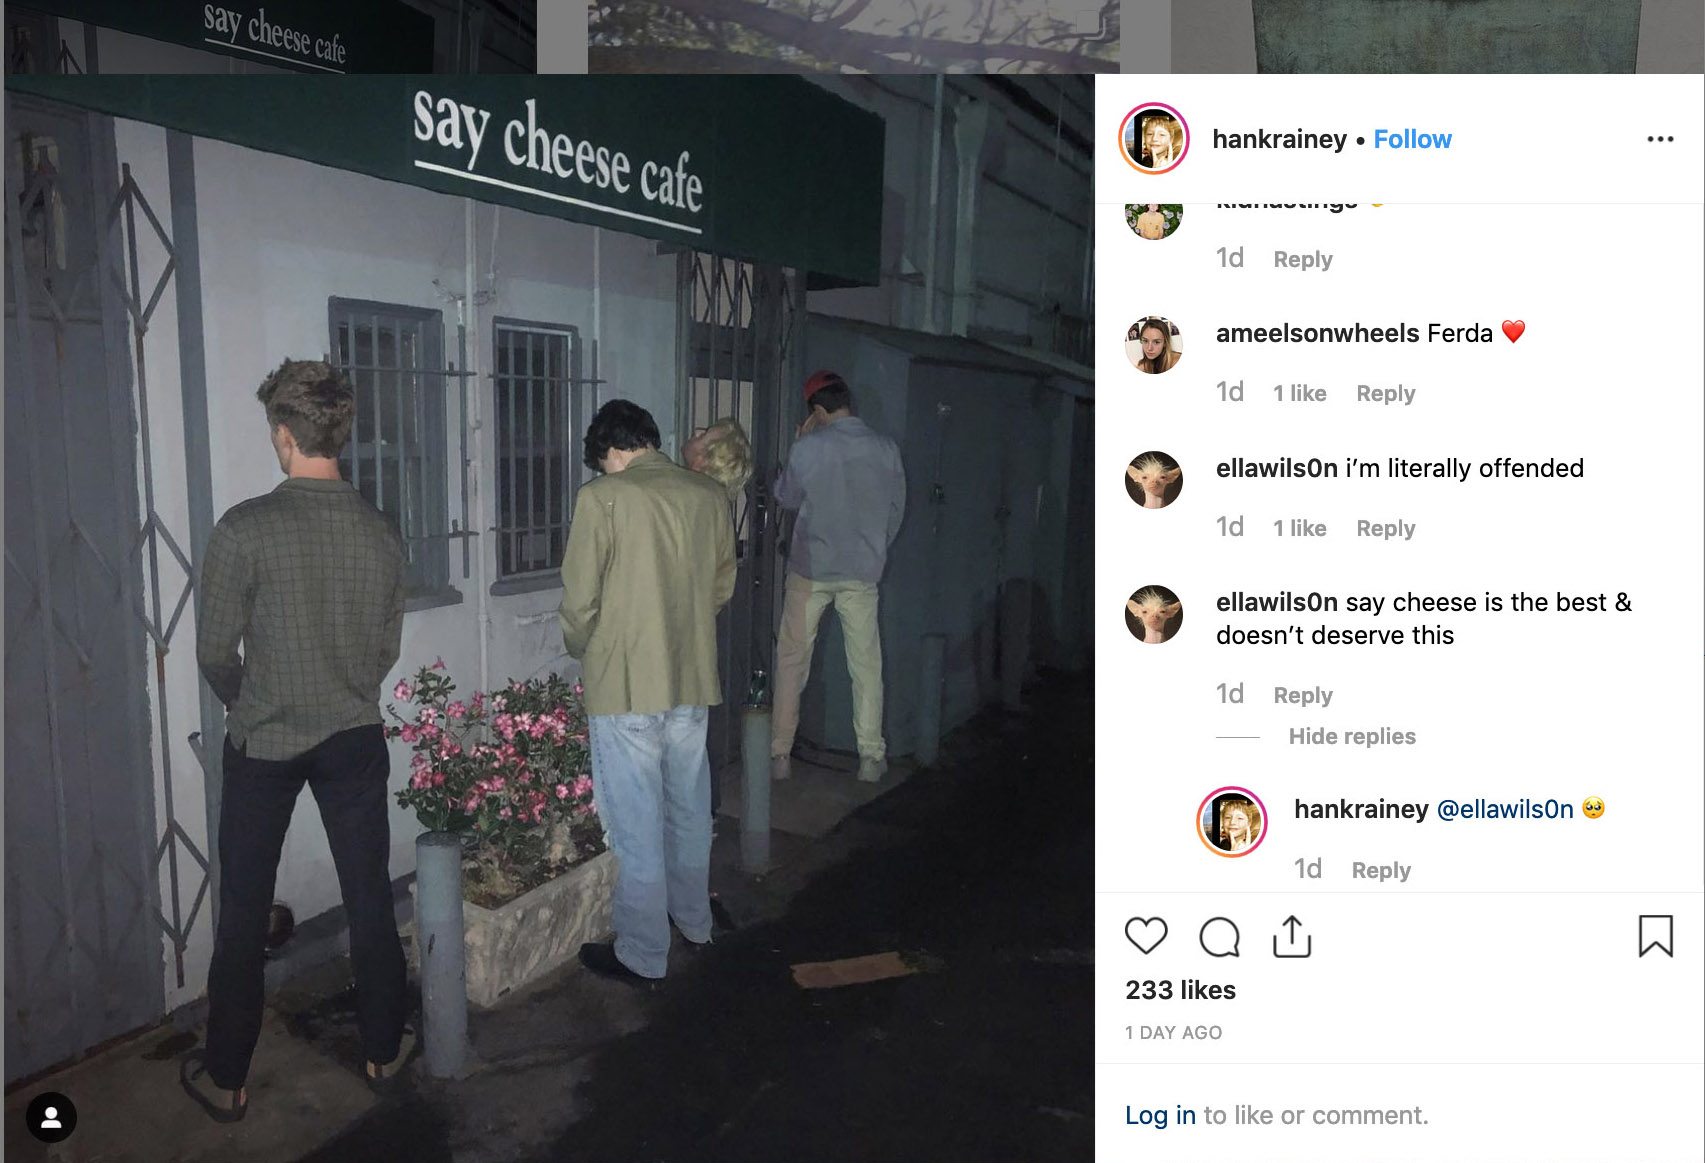 say cheese cafe
say cheese cafe
hankrainey • Follow
kidhastings
1d Reply
ameelsonwheels Ferda ❤️
1d 1 like Reply
ellawils0n i’m literally offended
1d 1 like Reply
ellawils0n say cheese is the best &
doesn’t deserve this
1d Reply
Hide replies
hankrainey @ellawils0n 🥺
1d Reply
233 likes
1 DAY AGO
Log in to like or comment.